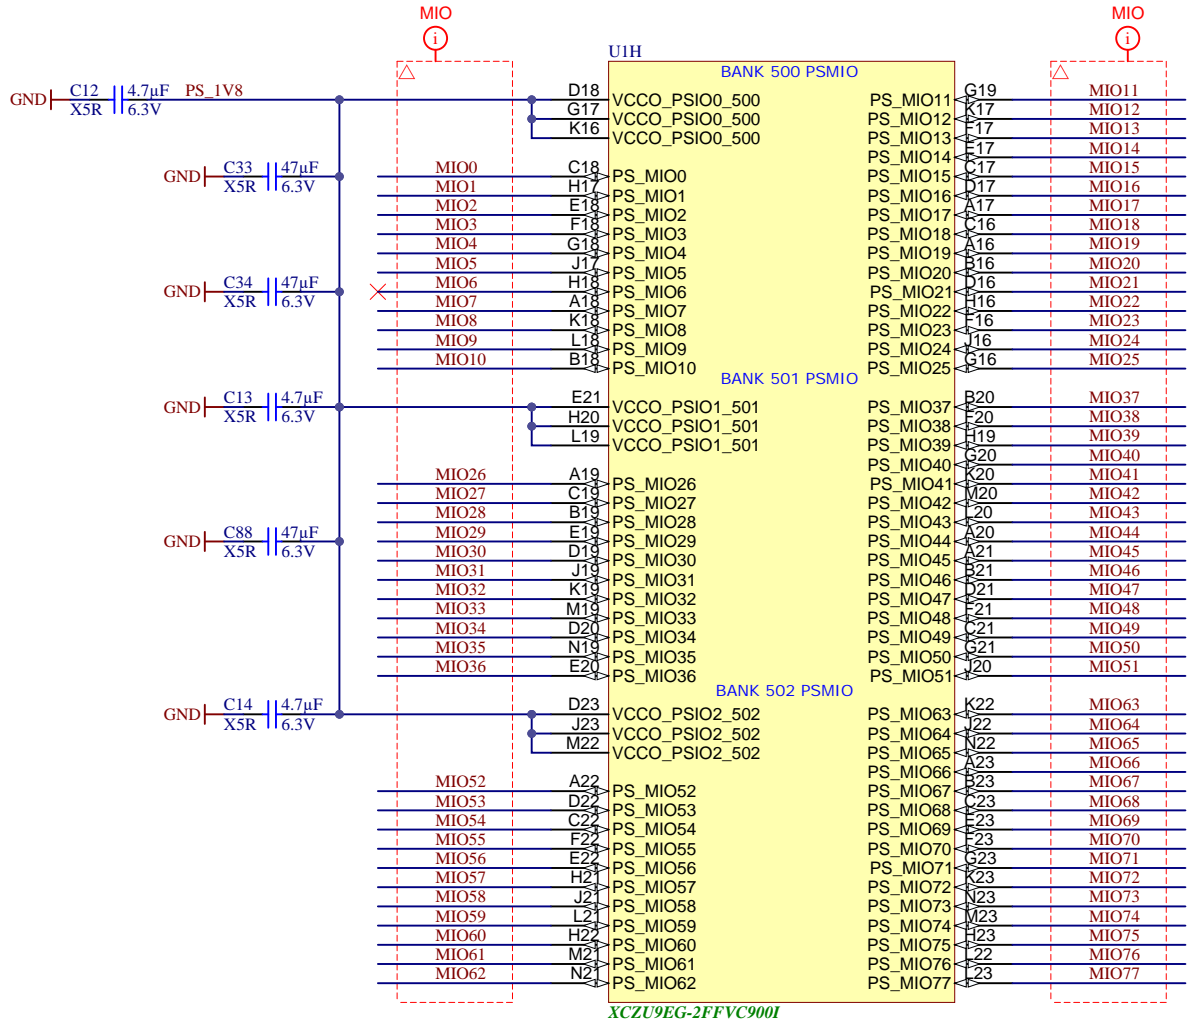 MIO MIO
U1H
BANK 500 PSMIO
GND C12 4.7µF PS_1V8 D18 VCCO_PSIO0_500 PS_MIO11 G19 MIO11
X5R 6.3V G17 VCCO_PSIO0_500 PS_MIO12 K17 MIO12
K16 VCCO_PSIO0_500 PS_MIO13 F17 MIO13
PS_MIO14 E17 MIO14
GND C33 47µF MIO0 C18 PS_MIO0 PS_MIO15 C17 MIO15
X5R 6.3V MIO1 H17 PS_MIO1 PS_MIO16 D17 MIO16
MIO2 E18 PS_MIO2 PS_MIO17 A17 MIO17
MIO3 F18 PS_MIO3 PS_MIO18 C16 MIO18
MIO4 G18 PS_MIO4 PS_MIO19 A16 MIO19
MIO5 J17 PS_MIO5 PS_MIO20 B16 MIO20
GND C34 47µF MIO6 H18 PS_MIO6 PS_MIO21 D16 MIO21
X5R 6.3V MIO7 A18 PS_MIO7 PS_MIO22 H16 MIO22
MIO8 K18 PS_MIO8 PS_MIO23 F16 MIO23
MIO9 L18 PS_MIO9 PS_MIO24 J16 MIO24
MIO10 B18 PS_MIO10 PS_MIO25 G16 MIO25
BANK 501 PSMIO
GND C13 4.7µF E21 VCCO_PSIO1_501 PS_MIO37 B20 MIO37
X5R 6.3V H20 VCCO_PSIO1_501 PS_MIO38 F20 MIO38
L19 VCCO_PSIO1_501 PS_MIO39 H19 MIO39
PS_MIO40 G20 MIO40
MIO26 A19 PS_MIO26 PS_MIO41 K20 MIO41
MIO27 C19 PS_MIO27 PS_MIO42 M20 MIO42
MIO28 B19 PS_MIO28 PS_MIO43 L20 MIO43
GND C88 47µF MIO29 E19 PS_MIO29 PS_MIO44 A20 MIO44
X5R 6.3V MIO30 D19 PS_MIO30 PS_MIO45 A21 MIO45
MIO31 J19 PS_MIO31 PS_MIO46 B21 MIO46
MIO32 K19 PS_MIO32 PS_MIO47 D21 MIO47
MIO33 M19 PS_MIO33 PS_MIO48 F21 MIO48
MIO34 D20 PS_MIO34 PS_MIO49 C21 MIO49
MIO35 N19 PS_MIO35 PS_MIO50 G21 MIO50
MIO36 E20 PS_MIO36 PS_MIO51 J20 MIO51
BANK 502 PSMIO
GND C14 4.7µF D23 VCCO_PSIO2_502 PS_MIO63 K22 MIO63
X5R 6.3V J23 VCCO_PSIO2_502 PS_MIO64 J22 MIO64
M22 VCCO_PSIO2_502 PS_MIO65 N22 MIO65
PS_MIO66 A23 MIO66
MIO52 A22 PS_MIO52 PS_MIO67 B23 MIO67
MIO53 D22 PS_MIO53 PS_MIO68 C23 MIO68
MIO54 C22 PS_MIO54 PS_MIO69 E23 MIO69
MIO55 F22 PS_MIO55 PS_MIO70 F23 MIO70
MIO56 E22 PS_MIO56 PS_MIO71 G23 MIO71
MIO57 H21 PS_MIO57 PS_MIO72 K23 MIO72
MIO58 J21 PS_MIO58 PS_MIO73 N23 MIO73
MIO59 L21 PS_MIO59 PS_MIO74 M23 MIO74
MIO60 H22 PS_MIO60 PS_MIO75 H23 MIO75
MIO61 M21 PS_MIO61 PS_MIO76 L22 MIO76
MIO62 N21 PS_MIO62 PS_MIO77 L23 MIO77
XCZU9EG-2FFVC900I